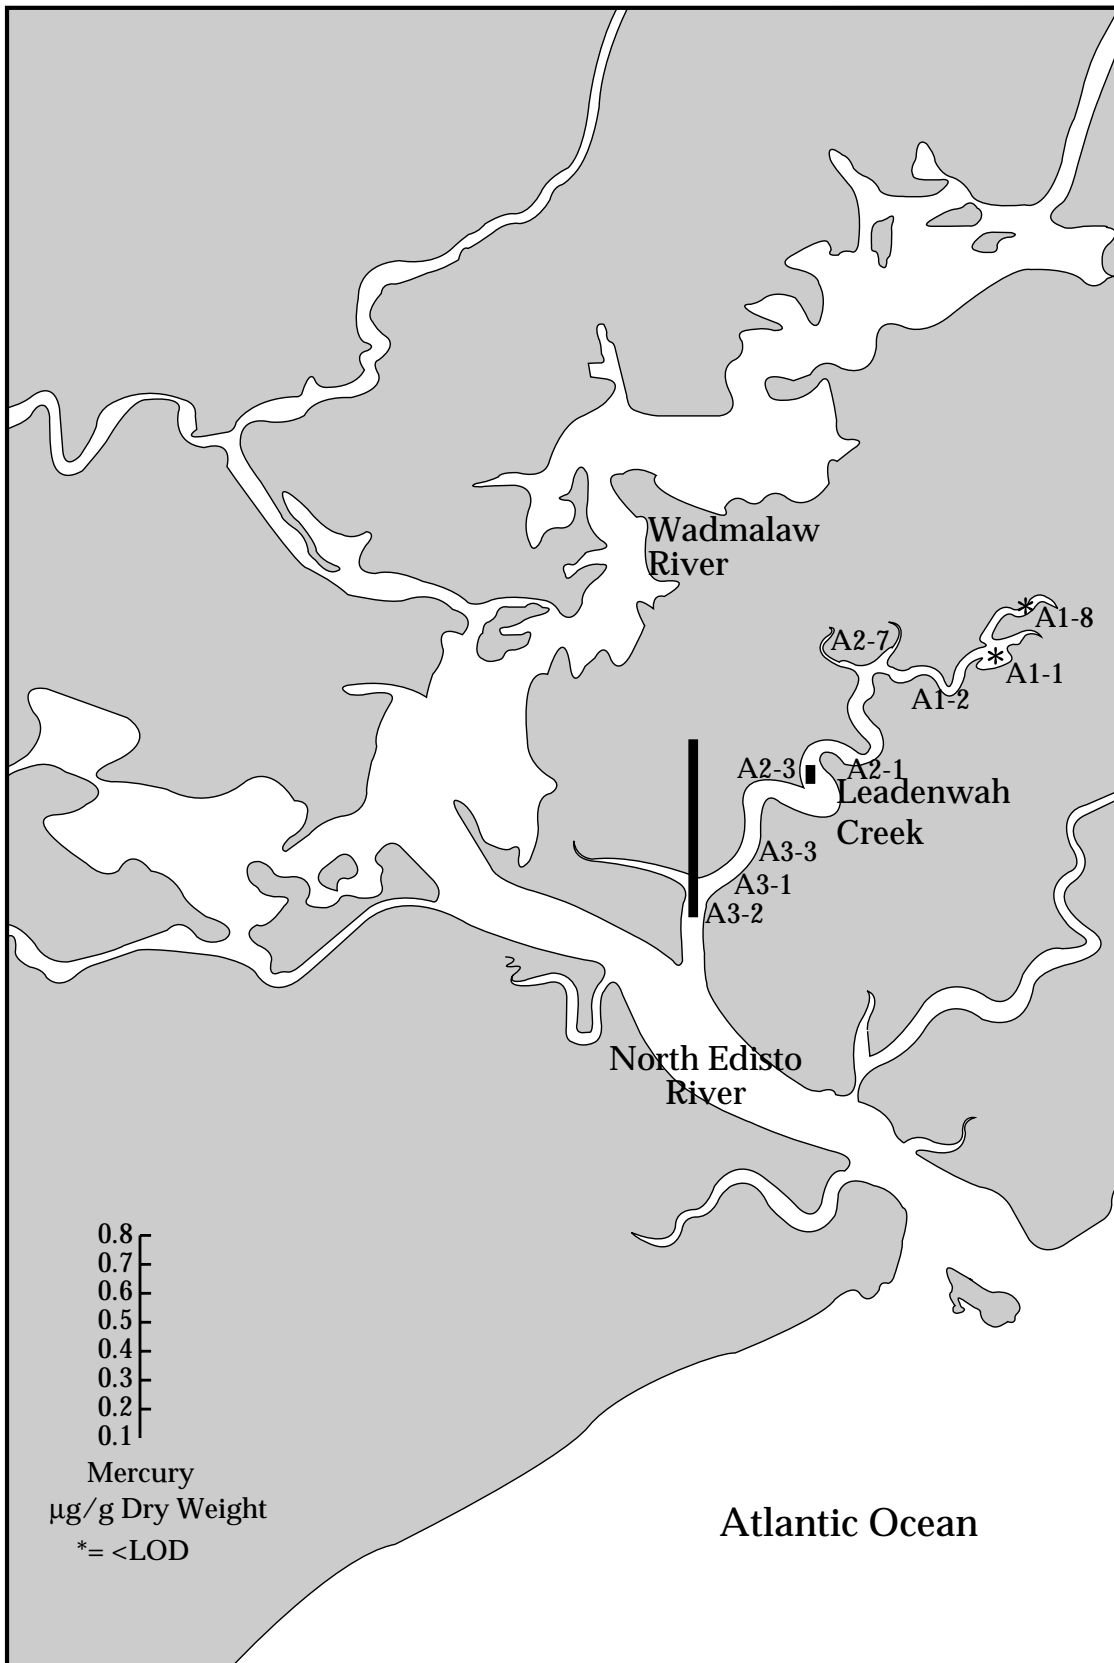 Wadmalaw
River
A1-8
A2-7
A1-1
A1-2
A2-3
A2-1
Leadenwah
Creek
A3-3
A3-1
A3-2
North Edisto
River
0.8
0.7
0.6
0.5
0.4
0.3
0.2
0.1
Mercury
µg/g Dry Weight
*= <LOD
Atlantic Ocean